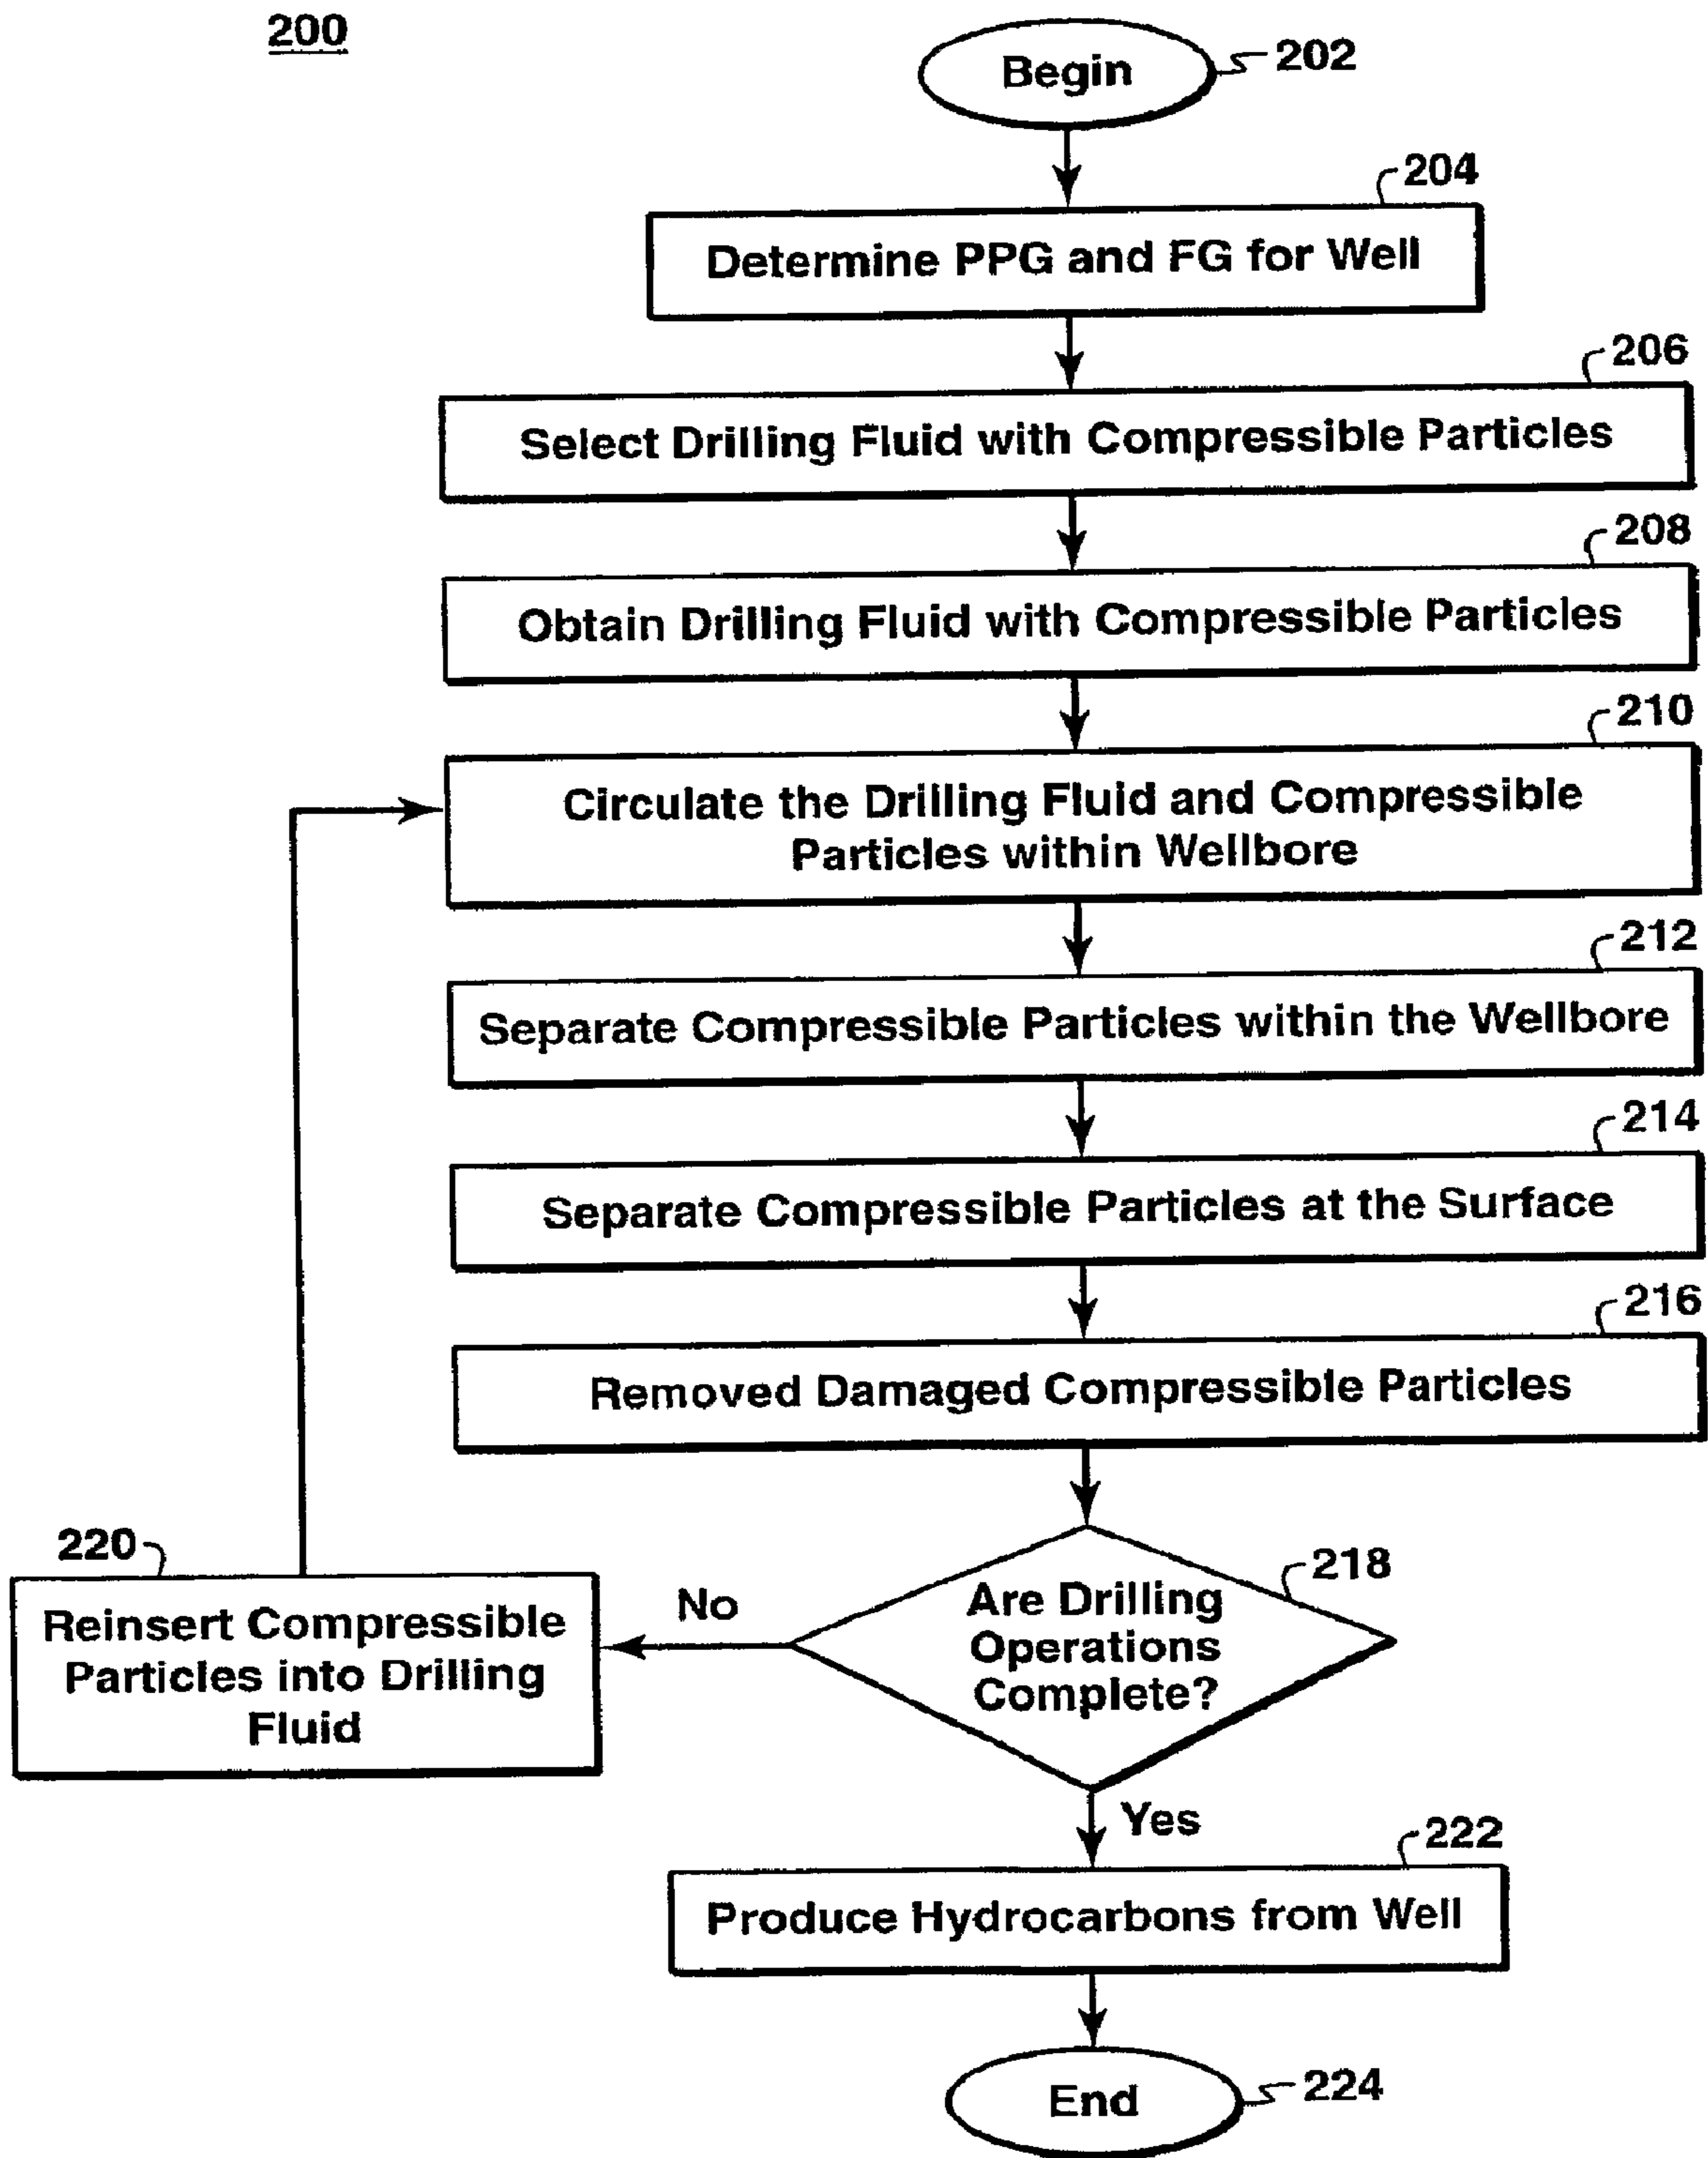 200
Begin
202
204
Determine PPG and FG for Well
206
Select Drilling Fluid with Compressible Particles
208
Obtain Drilling Fluid with Compressible Particles
210
Circulate the Drilling Fluid and Compressible
Particles within Wellbore
212
Separate Compressible Particles within the Wellbore
214
Separate Compressible Particles at the Surface
216
Removed Damaged Compressible Particles
218
Are Drilling
Operations
Complete?
No
220
Reinsert Compressible
Particles into Drilling
Fluid
Yes
222
Produce Hydrocarbons from Well
End
224